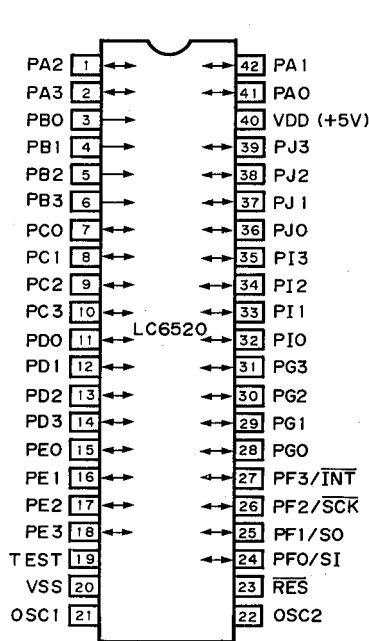 PA2 1 42 PA1
PA3 2 41 PA0
PB0 3 40 VDD (+5V)
PB1 4 39 PJ3
PB2 5 38 PJ2
PB3 6 37 PJ1
PC0 7 36 PJ0
PC1 8 35 PI3
PC2 9 34 PI2
PC3 10 33 PI1
LC6520
PD0 11 32 PI0
PD1 12 31 PG3
PD2 13 30 PG2
PD3 14 29 PG1
PE0 15 28 PG0
PE1 16 27 PF3/INT
PE2 17 26 PF2/SCK
PE3 18 25 PF1/SO
TEST 19 24 PF0/SI
VSS 20 23 RES
OSC1 21 22 OSC2